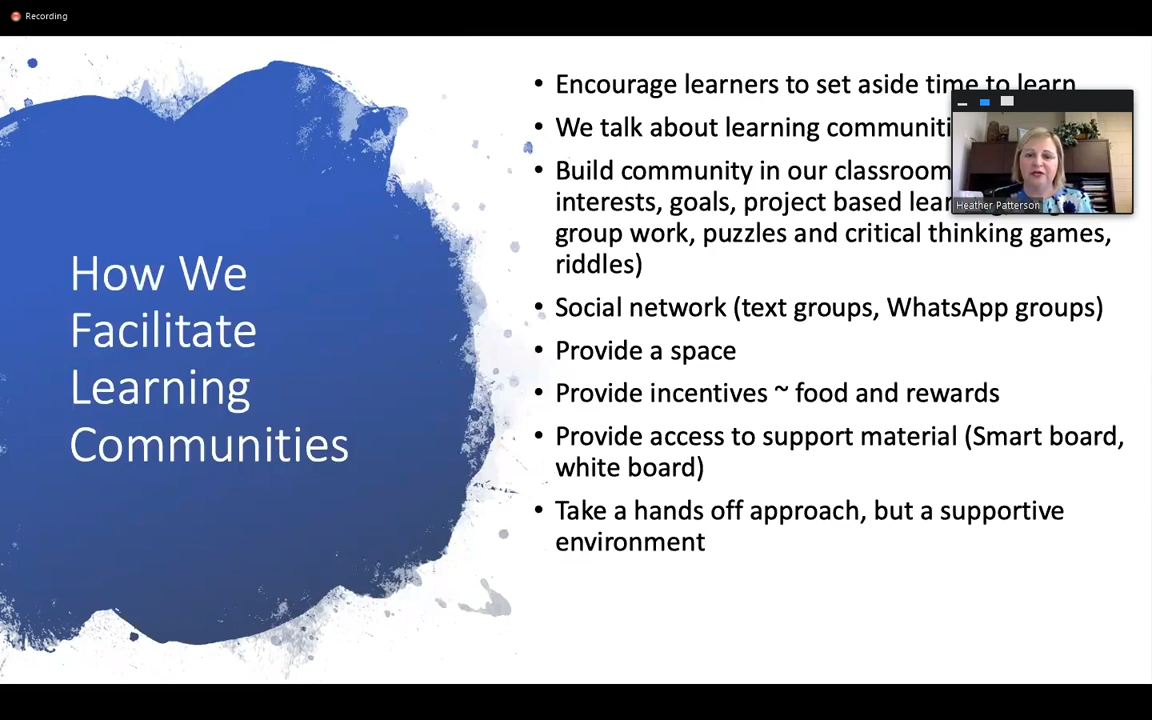 Recording
How We
Facilitate
Learning
Communities
• Encourage learners to set aside time to learn
• We talk about learning
• Build community in our classroom
interests, goals, project based
group work, puzzles and critical thinking games,
riddles)
• Social network (text groups, WhatsApp groups)
• Provide a space
• Provide incentives ~ food and rewards
• Provide access to support material (Smart board,
white board)
• Take a hands off approach, but a supportive
environment
Heather Patterson